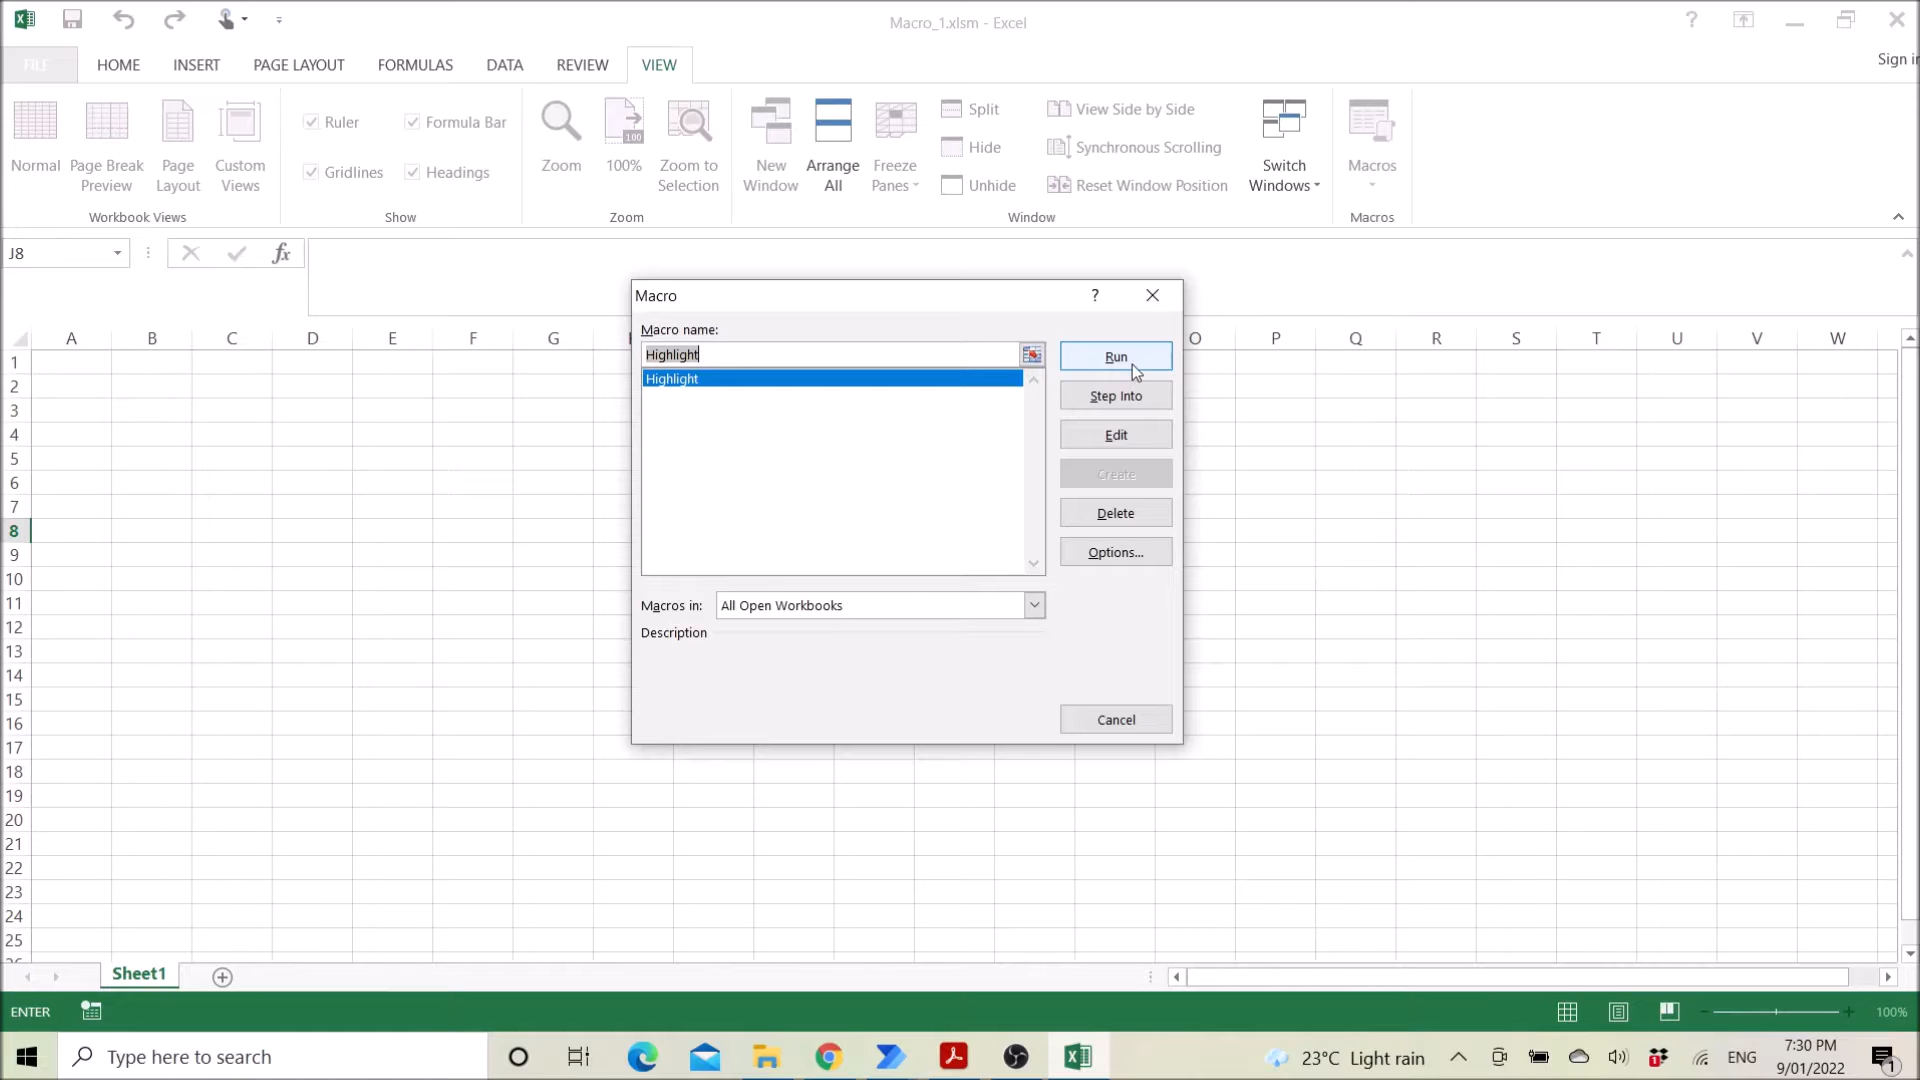 Macro_1.xlsm - Excel
?
FILE HOME INSERT PAGE LAYOUT FORMULAS DATA REVIEW VIEW
Sign in
Normal
Page Break Preview
Page Layout
Custom Views
Workbook Views
Ruler
Formula Bar
Gridlines
Headings
Show
Zoom
100
100%
Zoom to Selection
Zoom
New Window
Arrange All
Freeze Panes
Split
Hide
Unhide
View Side by Side
Synchronous Scrolling
Reset Window Position
Switch Windows
Window
Macros
Macros
J8
fx
A B C D E F G O P Q R S T U V W
1
2
3
4
5
6
7
8
9
10
11
12
13
14
15
16
17
18
19
20
21
22
23
24
25
Macro
?
Macro name:
Highlight
Highlight
Run
Step Into
Edit
Create
Delete
Options...
Macros in: All Open Workbooks
Description
Cancel
Sheet1
ENTER
100%
Type here to search
23°C Light rain
ENG
7:30 PM
9/01/2022
1